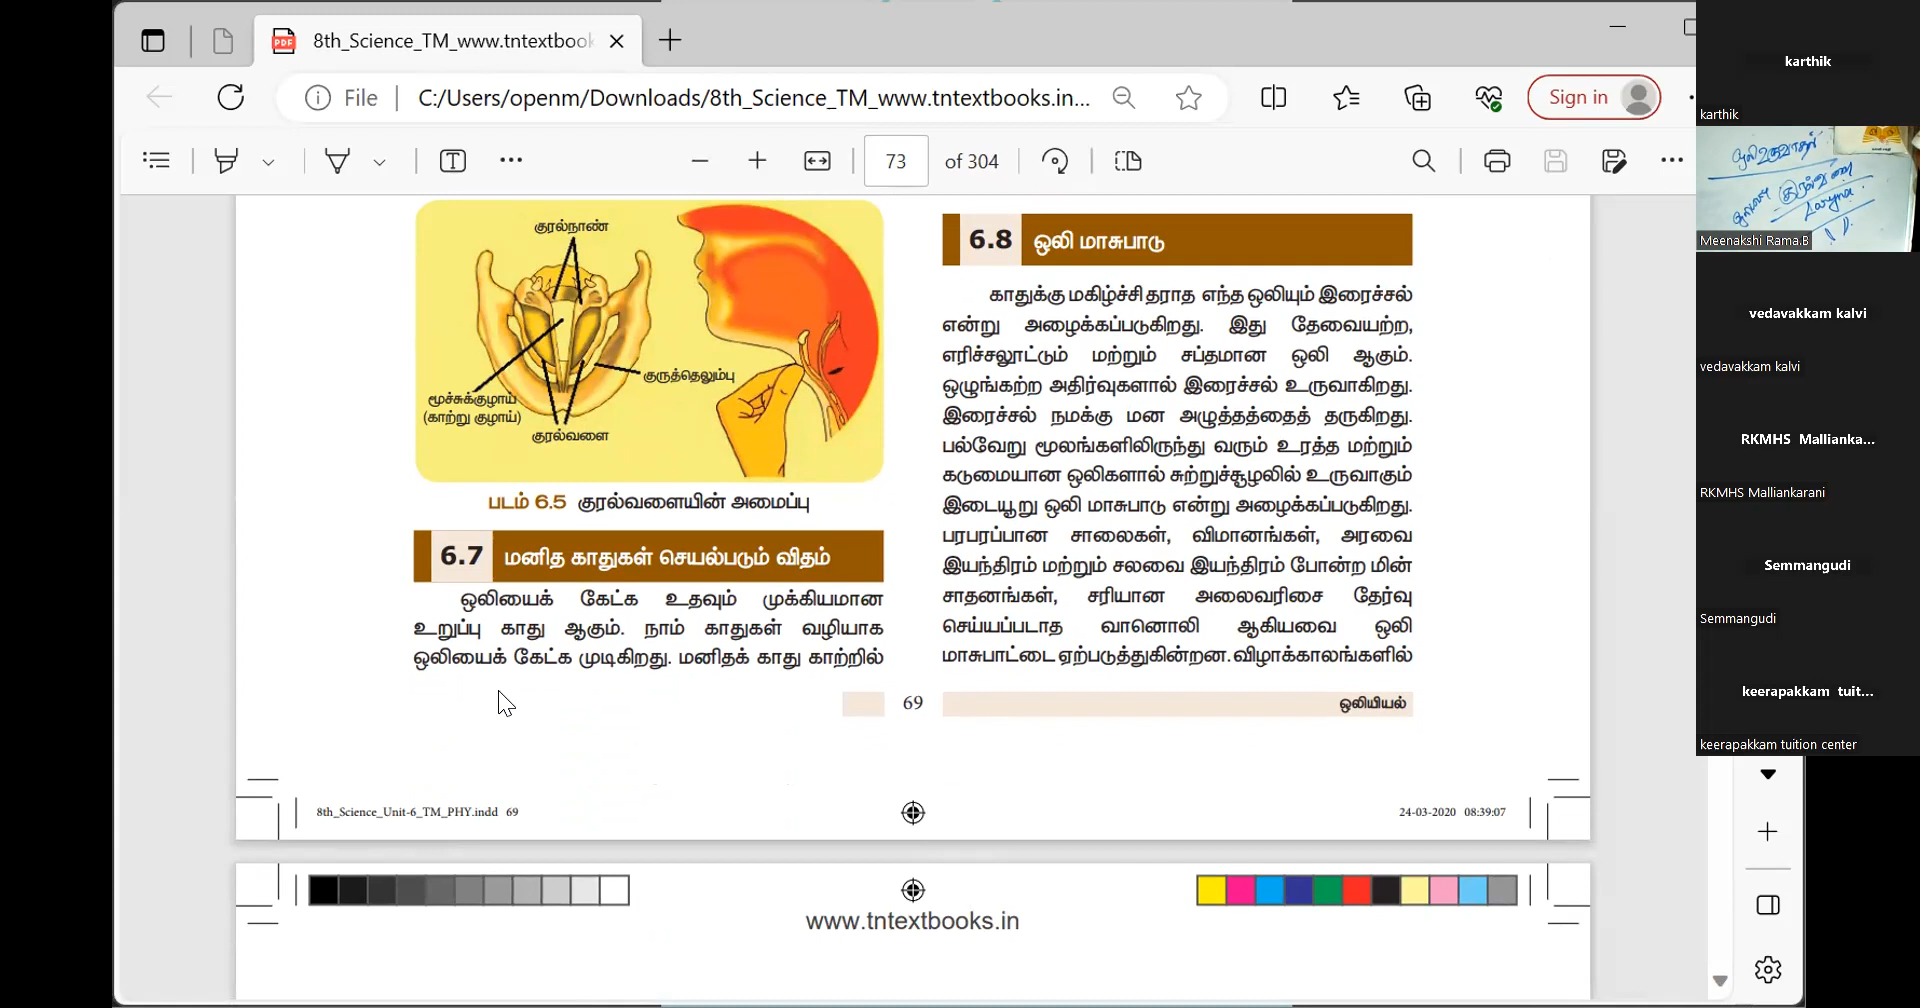 8th_Science_TM_www.tntextbook
File
C:/Users/openm/Downloads/8th_Science_TM_www.tntextbooks.in...
Sign in
73 of 304
குரல்நாண்
குருத்தெலும்பு
மூச்சுக்குழாய்
(காற்று குழாய்)
குரல்வளை
படம் 6.5 குரல்வளையின் அமைப்பு
6.7 மனித காதுகள் செயல்படும் விதம்
ஒலியைக் கேட்க உதவும் முக்கியமான
உறுப்பு காது ஆகும். நாம் காதுகள் வழியாக
ஒலியைக் கேட்க முடிகிறது. மனிதக் காது காற்றில்
6.8 ஒலி மாசுபாடு
காதுக்கு மகிழ்ச்சி தராத எந்த ஒலியும் இரைச்சல்
என்று அழைக்கப்படுகிறது. இது தேவையற்ற,
எரிச்சலூட்டும் மற்றும் சப்தமான ஒலி ஆகும்.
ஒழுங்கற்ற அதிர்வுகளால் இரைச்சல் உருவாகிறது.
இரைச்சல் நமக்கு மன அழுத்தத்தைத் தருகிறது.
பல்வேறு மூலங்களிலிருந்து வரும் உரத்த மற்றும்
கடுமையான ஒலிகளால் சுற்றுச்சூழலில் உருவாகும்
இடையூறு ஒலி மாசுபாடு என்று அழைக்கப்படுகிறது.
பரபரப்பான சாலைகள், விமானங்கள், அரவை
இயந்திரம் மற்றும் சலவை இயந்திரம் போன்ற மின்
சாதனங்கள், சரியான அலைவரிசை தேர்வு
செய்யப்படாத வானொலி ஆகியவை ஒலி
மாசுபாட்டை ஏற்படுத்துகின்றன. விழாக்காலங்களில்
69
ஒலியியல்
8th_Science_Unit-6_TM_PHY.indd 69
24-03-2020 08:39:07
www.tntextbooks.in
karthik
karthik
ஒலி உருவாதல்
குரல்வளை
Meenakshi Rama.B
vedavakkam kalvi
vedavakkam kalvi
RKMHS Mallianka...
RKMHS Malliankarani
Semmangudi
Semmangudi
keerapakkam tuit...
keerapakkam tuition center